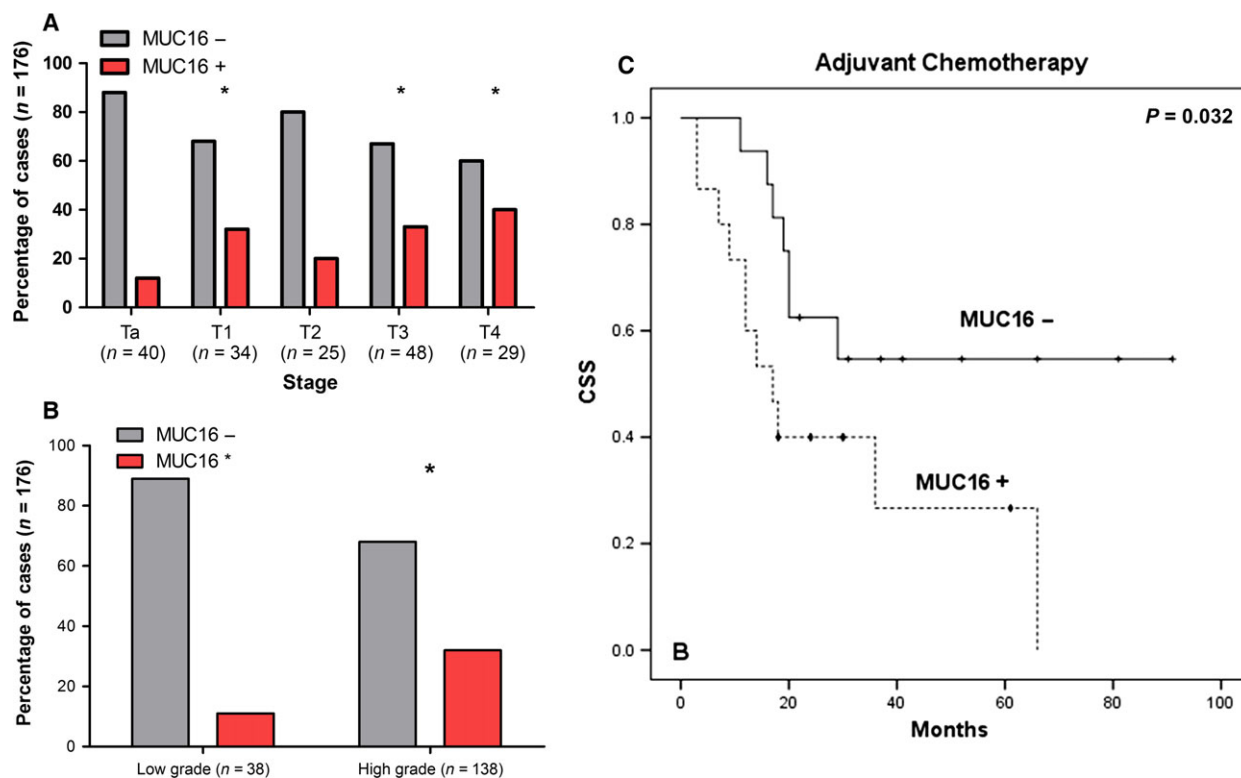 A
MUC16 –
MUC16 +
100
80
60
40
20
0
Percentage of cases (n = 176)
* * *
Ta T1 T2 T3 T4
(n = 40) (n = 34) (n = 25) (n = 48) (n = 29)
Stage
B
MUC16 –
MUC16 *
100
80
60
40
20
0
Percentage of cases (n = 176)
*
Low grade (n = 38) High grade (n = 138)
C
Adjuvant Chemotherapy
P = 0.032
1.0
0.8
0.6
0.4
0.2
0.0
CSS
MUC16 –
MUC16 +
B
0 20 40 60 80 100
Months